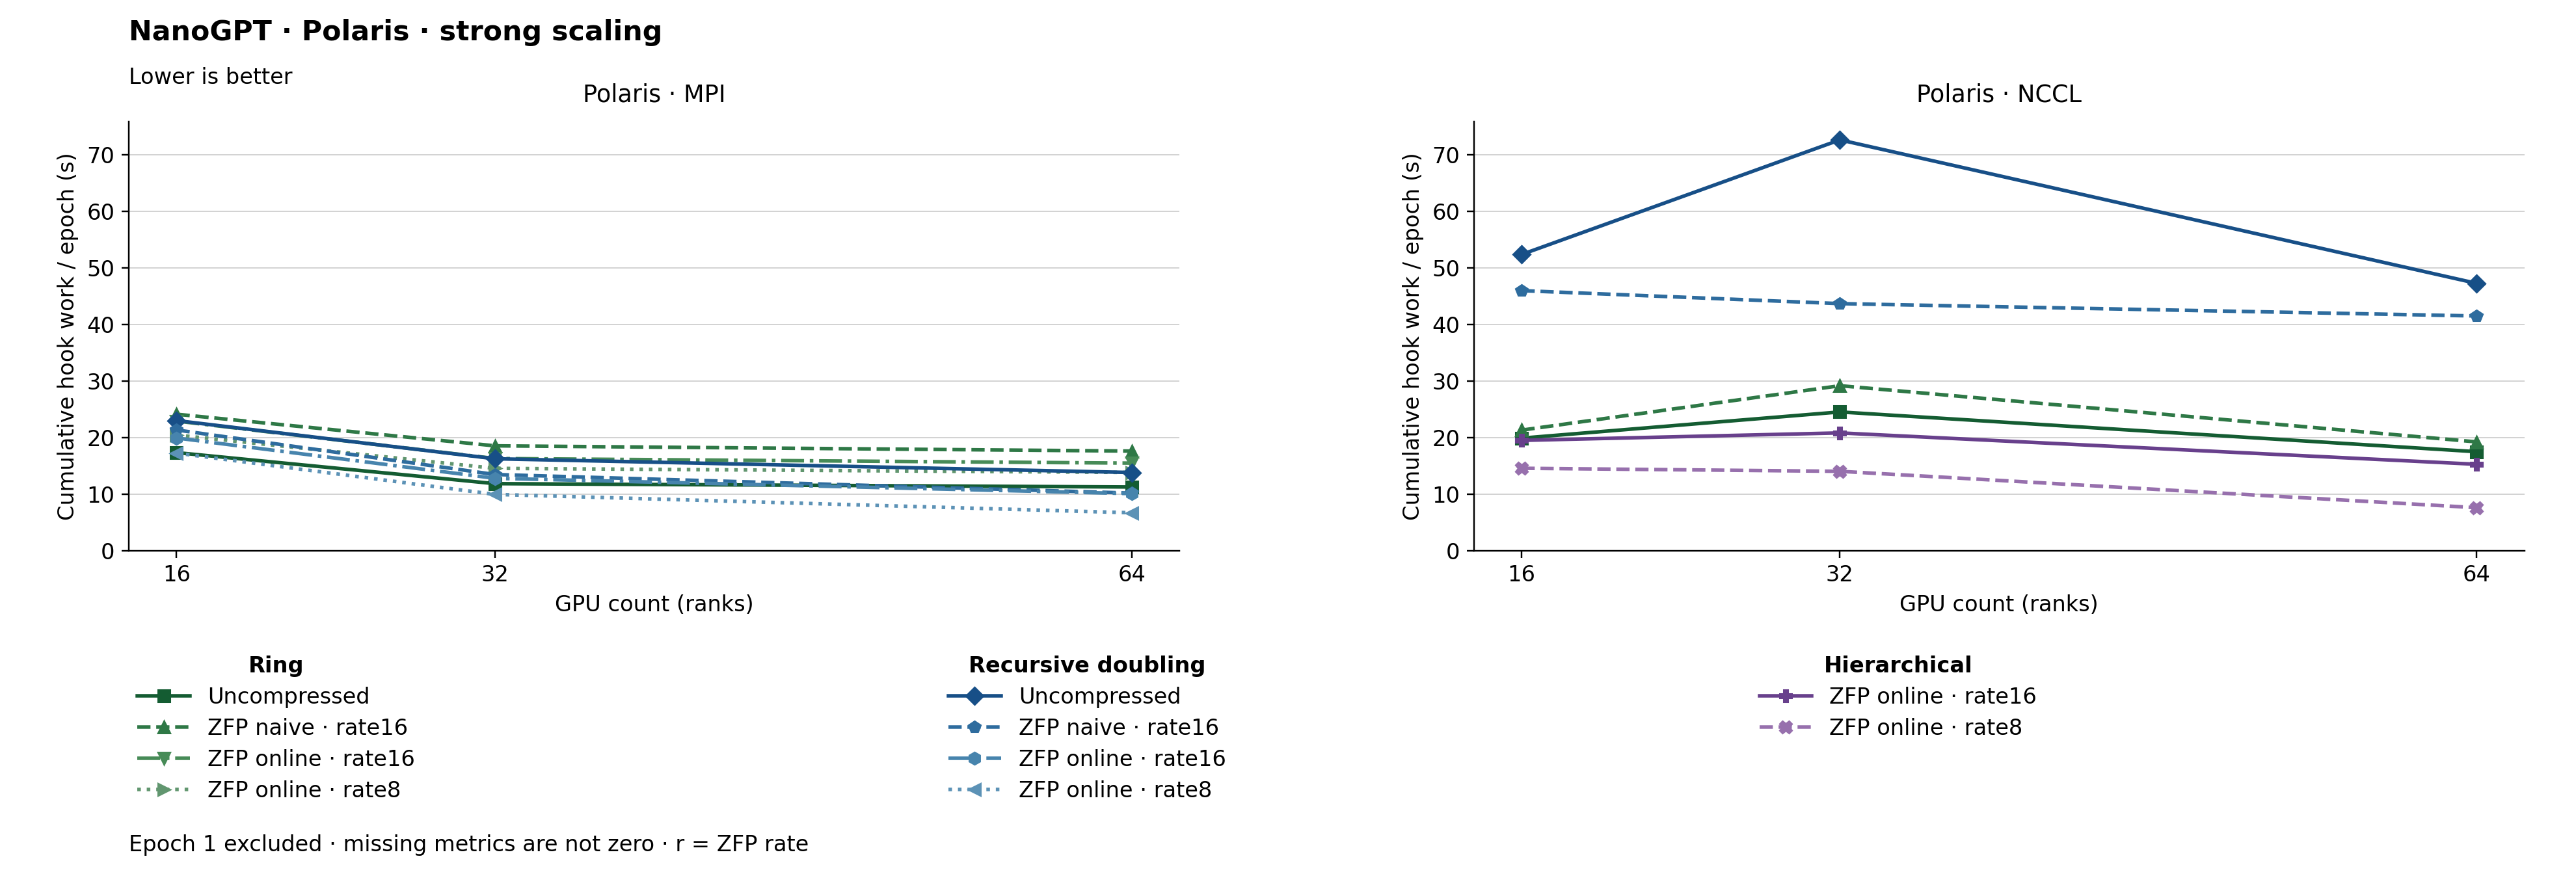 NanoGPT · Polaris · strong scaling
Lower is better
Polaris · MPI
Cumulative hook work / epoch (s)
70
60
50
40
30
20
10
0
16
32
64
GPU count (ranks)
Polaris · NCCL
Cumulative hook work / epoch (s)
70
60
50
40
30
20
10
0
16
32
64
GPU count (ranks)
Ring
Uncompressed
ZFP naive · rate16
ZFP online · rate16
ZFP online · rate8
Recursive doubling
Uncompressed
ZFP naive · rate16
ZFP online · rate16
ZFP online · rate8
Hierarchical
ZFP online · rate16
ZFP online · rate8
Epoch 1 excluded · missing metrics are not zero · r = ZFP rate